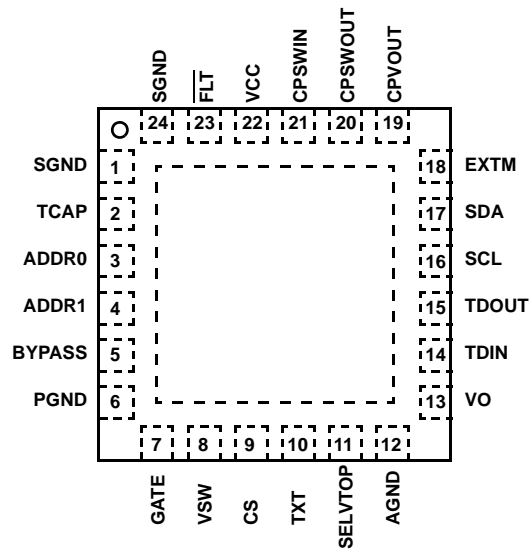 SGND
FLT
VCC
CPSWIN
CPSWOUT
CPVOUT
24 23 22 21 20 19
SGND 1
TCAP 2
ADDR0 3
ADDR1 4
BYPASS 5
PGND 6
18 EXTM
17 SDA
16 SCL
15 TDOUT
14 TDIN
13 VO
7 8 9 10 11 12
GATE
VSW
CS
TXT
SELVTOP
AGND